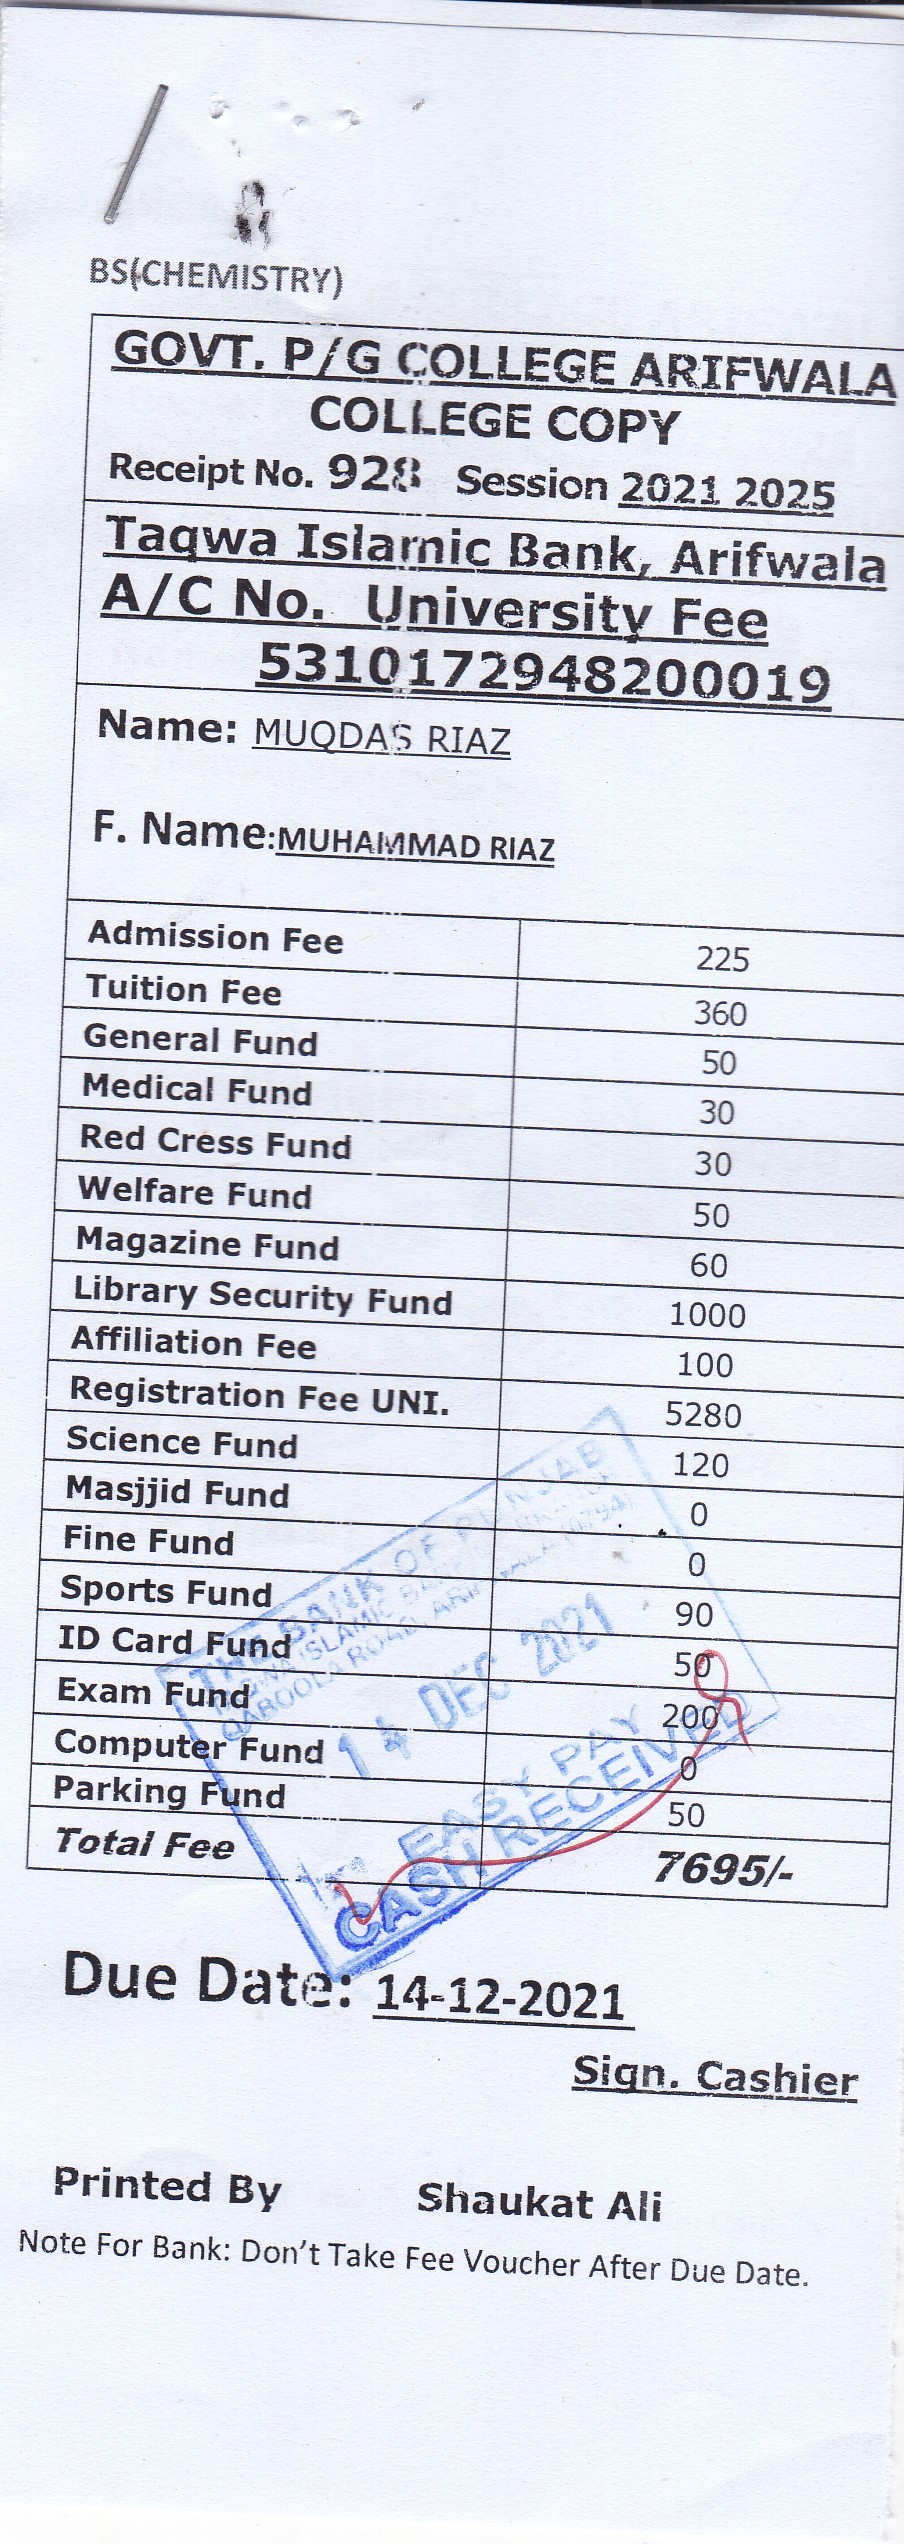 BS(CHEMISTRY)
GOVT. P/G COLLEGE ARIFWALA
COLLEGE COPY
Receipt No. 928 Session 2021 2025
Taqwa Islamic Bank, Arifwala
A/C No. University Fee
5310172948200019
Name: MUQDAS RIAZ
F. Name:MUHAMMAD RIAZ
Admission Fee 225
Tuition Fee 360
General Fund 50
Medical Fund 30
Red Cress Fund 30
Welfare Fund 50
Magazine Fund 60
Library Security Fund 1000
Affiliation Fee 100
Registration Fee UNI. 5280
Science Fund 120
Masjjid Fund 0
Fine Fund 0
Sports Fund 90
ID Card Fund 50
Exam Fund 200
Computer Fund 0
Parking Fund 50
Total Fee 7695/-
THE BANK OF PUNJAB
TAQWA ISLAMIC BANKING BRANCH
QABOOLA ROAD, ARIFWALA (0794)
14 DEC 2021
EASY PAY
CASH RECEIVED
Due Date: 14-12-2021
Sign. Cashier
Printed By Shaukat Ali
Note For Bank: Don't Take Fee Voucher After Due Date.